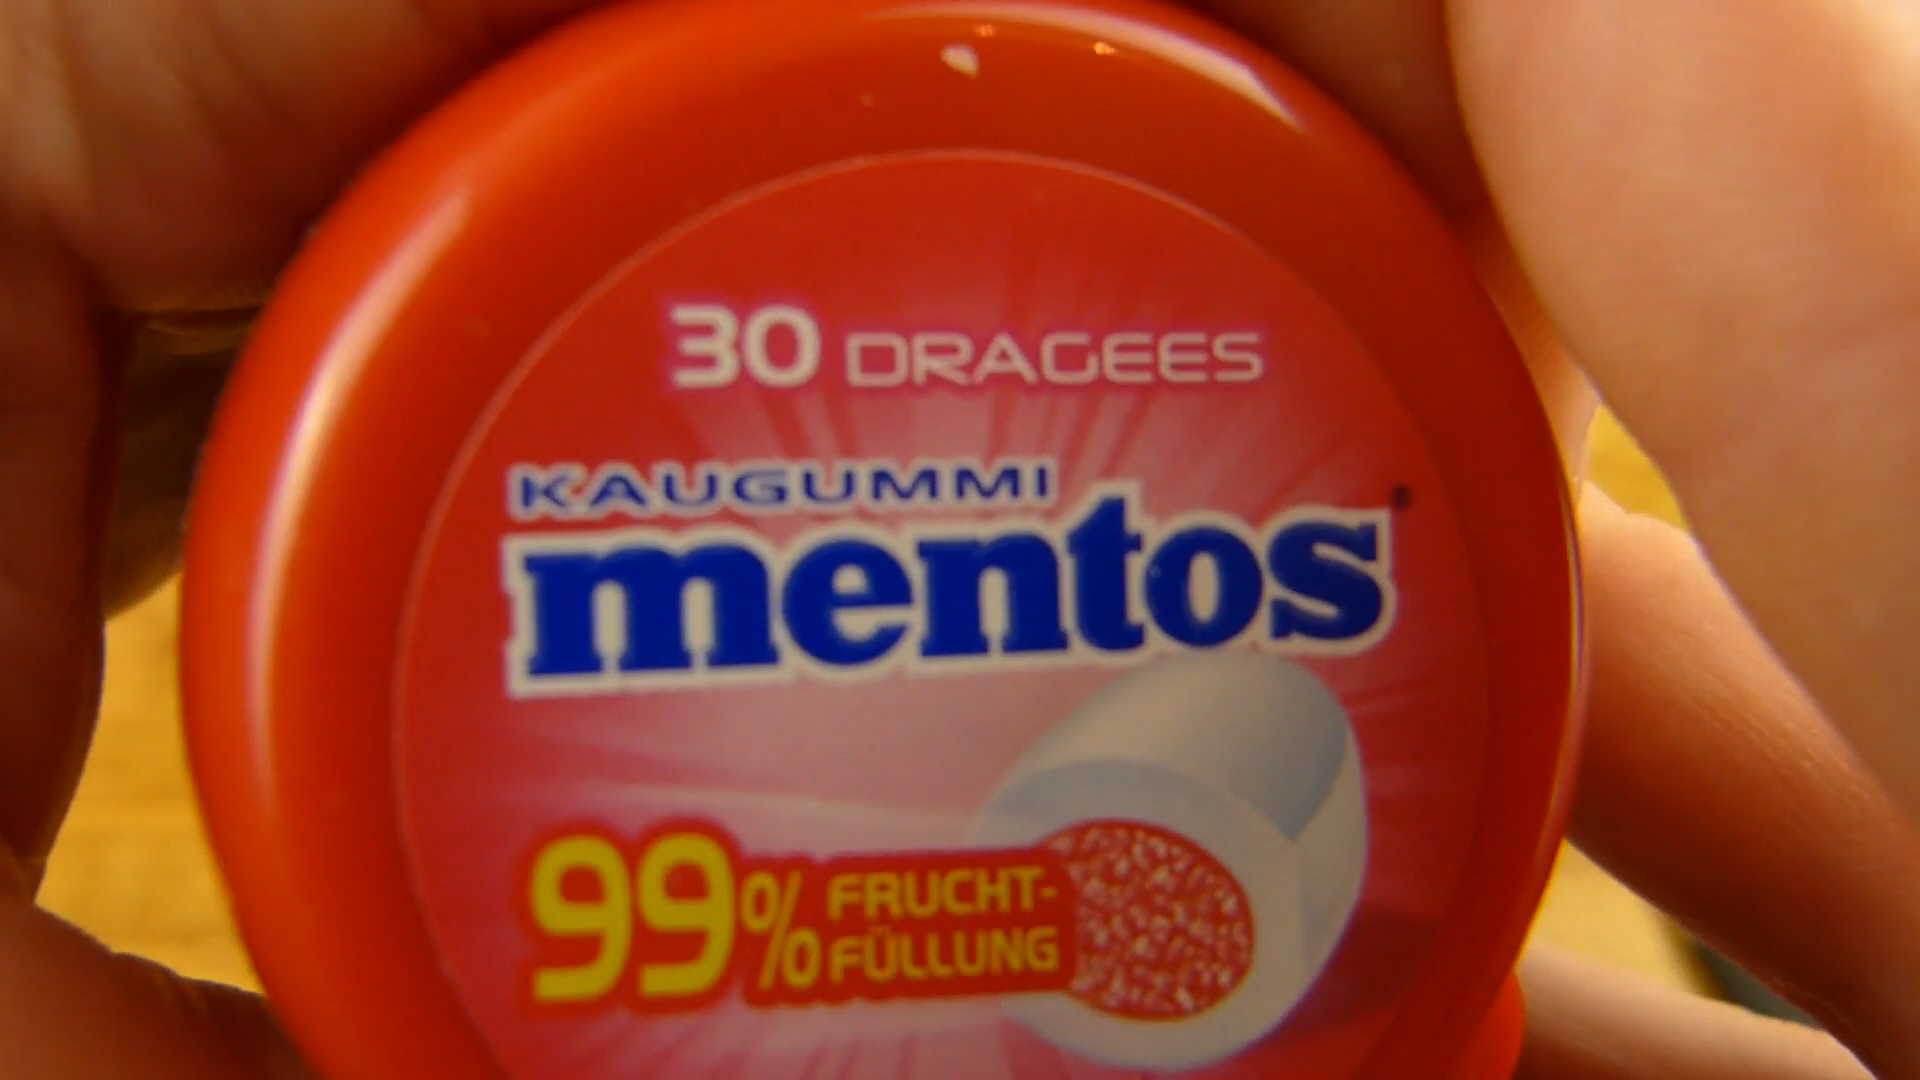 30 DRAGEES
KAUGUMMI
mentos
99% FRUCHT-
FÜLLUNG